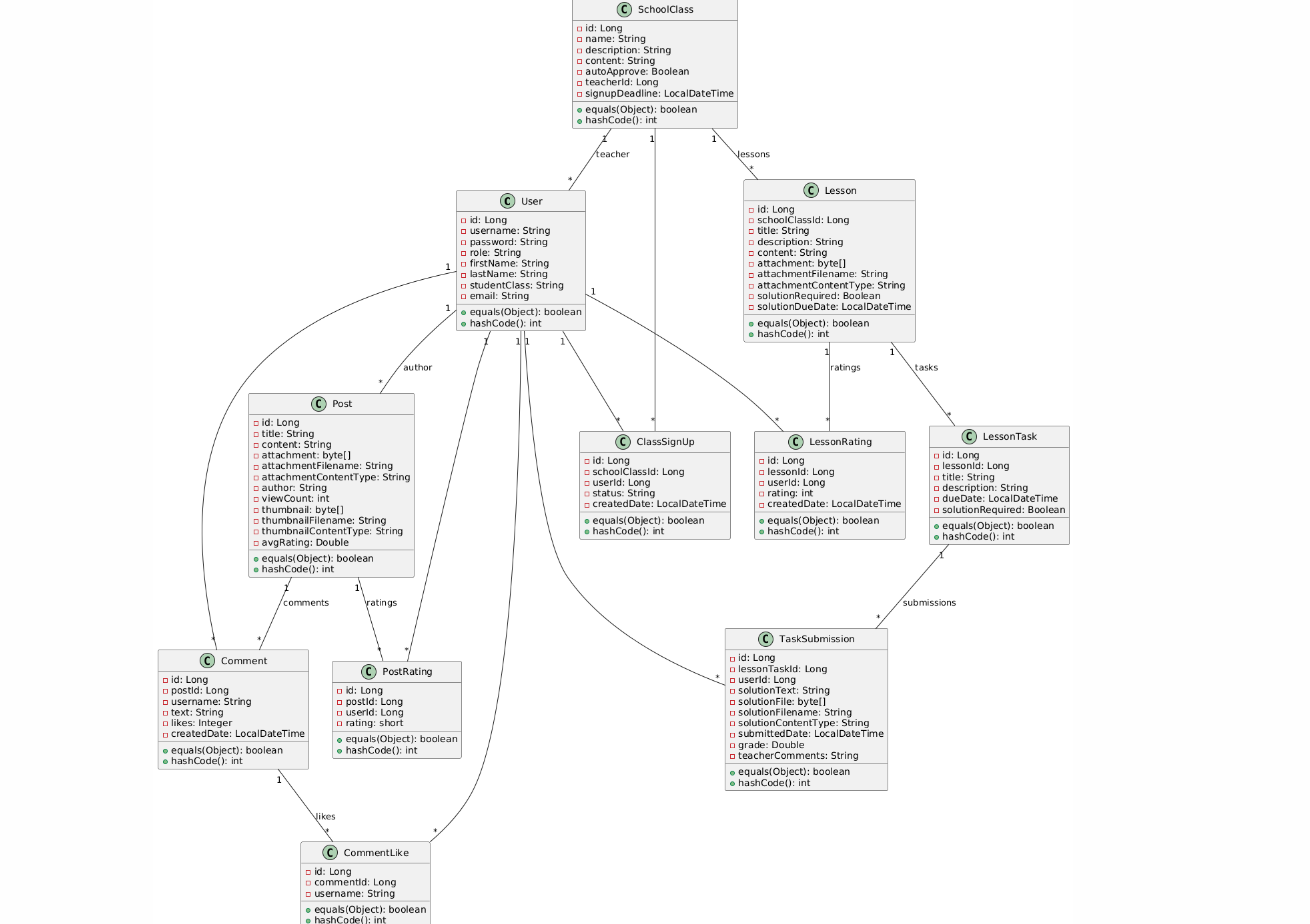 SchoolClass
id: Long
name: String
description: String
content: String
autoApprove: Boolean
teacherId: Long
signupDeadline: LocalDateTime
equals(Object): boolean
hashCode(): int
1
1
1
teacher
lessons
*
*
User
id: Long
username: String
password: String
role: String
firstName: String
lastName: String
studentClass: String
email: String
equals(Object): boolean
hashCode(): int
Lesson
id: Long
schoolClassId: Long
title: String
description: String
content: String
attachment: byte[]
attachmentFilename: String
attachmentContentType: String
solutionRequired: Boolean
solutionDueDate: LocalDateTime
equals(Object): boolean
hashCode(): int
1
1
1
1
1
1
1
1
1
author
ratings
tasks
*
*
*
*
*
*
Post
id: Long
title: String
content: String
attachment: byte[]
attachmentFilename: String
attachmentContentType: String
author: String
viewCount: int
thumbnail: byte[]
thumbnailFilename: String
thumbnailContentType: String
avgRating: Double
equals(Object): boolean
hashCode(): int
ClassSignUp
id: Long
schoolClassId: Long
userId: Long
status: String
createdDate: LocalDateTime
equals(Object): boolean
hashCode(): int
LessonRating
id: Long
lessonId: Long
userId: Long
rating: int
createdDate: LocalDateTime
equals(Object): boolean
hashCode(): int
LessonTask
id: Long
lessonId: Long
title: String
description: String
dueDate: LocalDateTime
solutionRequired: Boolean
equals(Object): boolean
hashCode(): int
1
1
1
comments
ratings
submissions
*
*
*
*
*
*
Comment
id: Long
postId: Long
username: String
text: String
likes: Integer
createdDate: LocalDateTime
equals(Object): boolean
hashCode(): int
PostRating
id: Long
postId: Long
userId: Long
rating: short
equals(Object): boolean
hashCode(): int
TaskSubmission
id: Long
lessonTaskId: Long
userId: Long
solutionText: String
solutionFile: byte[]
solutionFilename: String
solutionContentType: String
submittedDate: LocalDateTime
grade: Double
teacherComments: String
equals(Object): boolean
hashCode(): int
1
likes
*
*
CommentLike
id: Long
commentId: Long
username: String
equals(Object): boolean
hashCode(): int